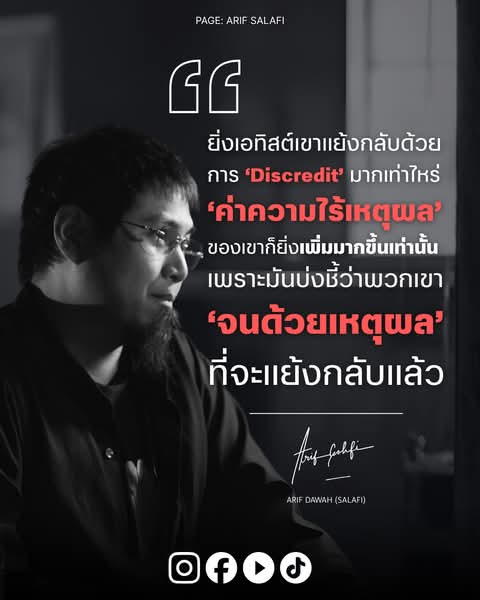 PAGE: ARIF SALAFI
ยิ่งเอทิสต์เขาแย้งกลับด้วย
การ ‘Discredit’ มากเท่าไหร่
‘ค่าความไร้เหตุผล’
ของเขาก็ยิ่งเพิ่มมากขึ้นเท่านั้น
เพราะมันบ่งชี้ว่าพวกเขา
‘จนด้วยเหตุผล’
ที่จะแย้งกลับแล้ว
Arif Salafi
ARIF DAWAH (SALAFI)